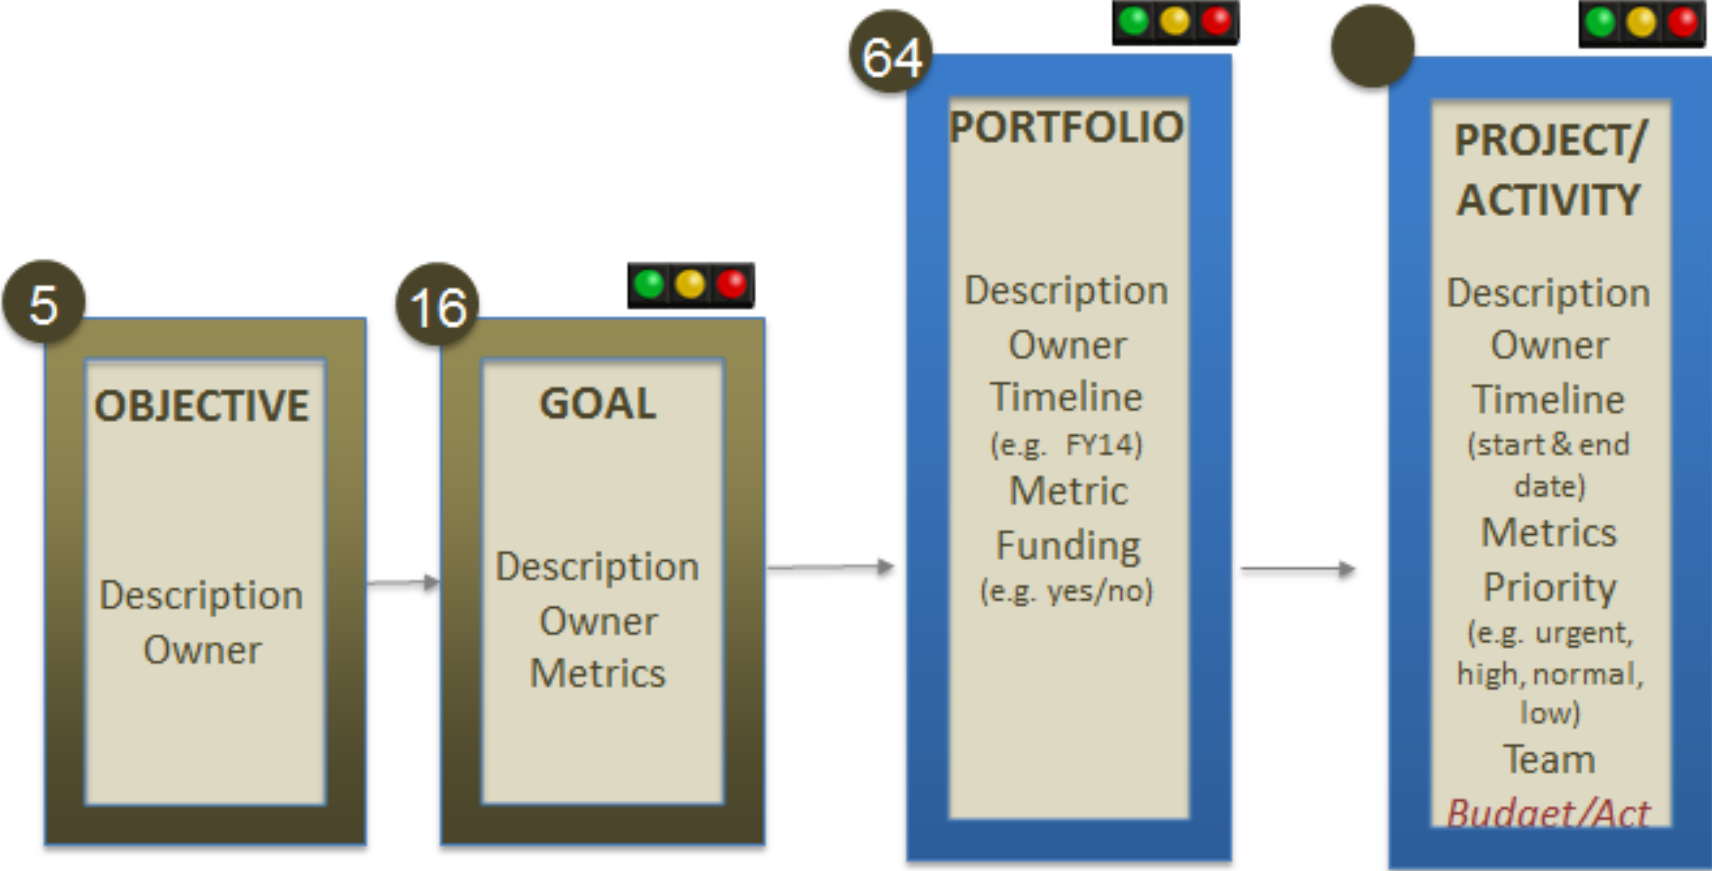 5
OBJECTIVE
Description
Owner
16
GOAL
Description
Owner
Metrics
64
PORTFOLIO
Description
Owner
Timeline
(e.g. FY14)
Metric
Funding
(e.g. yes/no)
PROJECT/
ACTIVITY
Description
Owner
Timeline
(start & end
date)
Metrics
Priority
(e.g. urgent,
high, normal,
low)
Team
Budget/Act